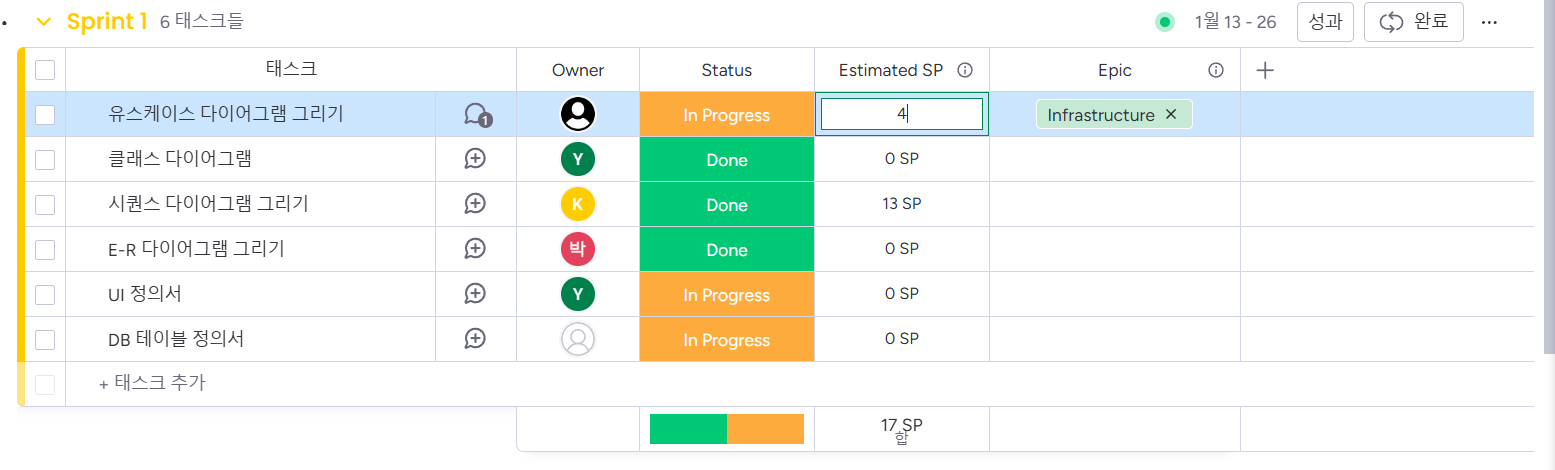 Sprint 1 6 태스크들 1월 13 - 26 성과 완료
태스크 Owner Status Estimated SP Epic
유스케이스 다이어그램 그리기 1 In Progress 4 Infrastructure
클래스 다이어그램 Y Done 0 SP
시퀀스 다이어그램 그리기 K Done 13 SP
E-R 다이어그램 그리기 박 Done 0 SP
UI 정의서 Y In Progress 0 SP
DB 테이블 정의서 In Progress 0 SP
+ 태스크 추가
17 SP
합